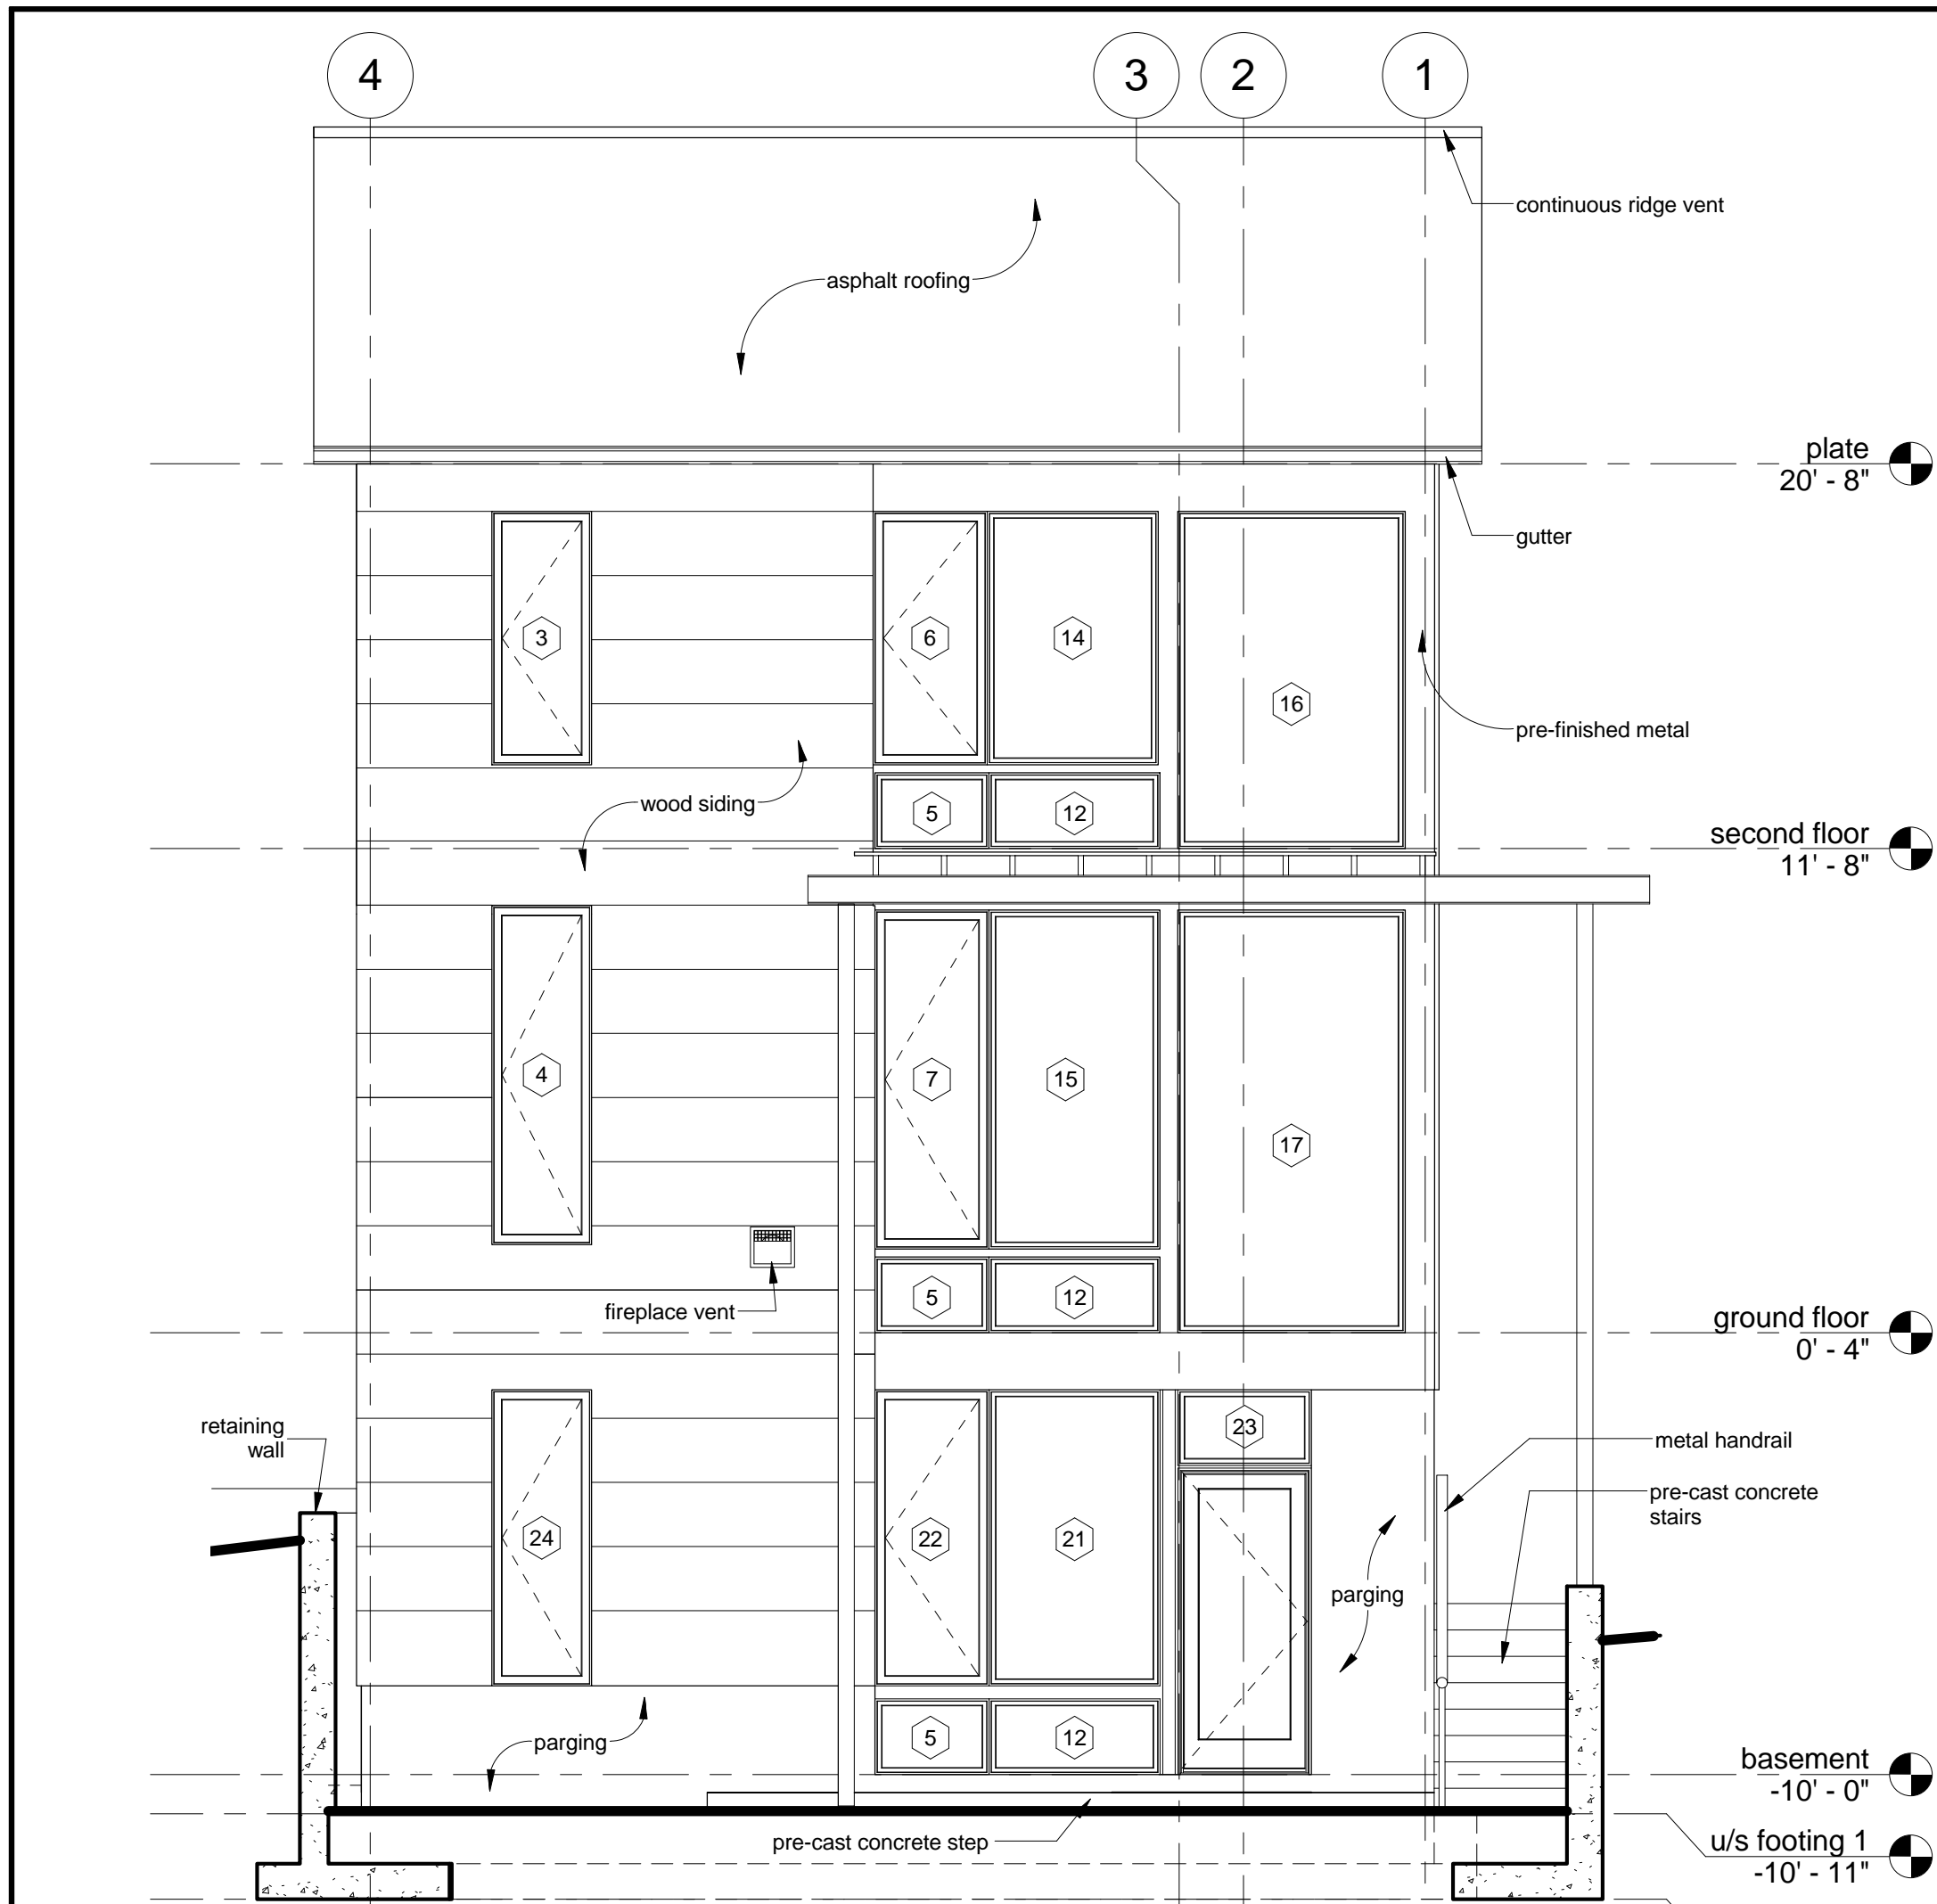 4
3
2
1
continuous ridge vent
asphalt roofing
plate
20' - 8"
gutter
3
6
14
16
pre-finished metal
wood siding
5
12
second floor
11' - 8"
4
7
15
17
fireplace vent
5
12
ground floor
0' - 4"
retaining
wall
23
metal handrail
pre-cast concrete
stairs
24
22
21
parging
parging
5
12
basement
-10' - 0"
pre-cast concrete step
u/s footing 1
-10' - 11"